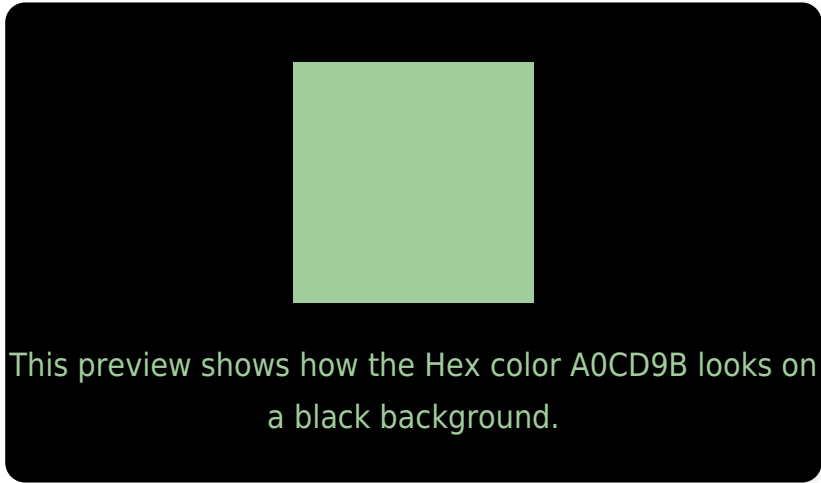 This preview shows how the Hex color A0CD9B looks on
a black background.